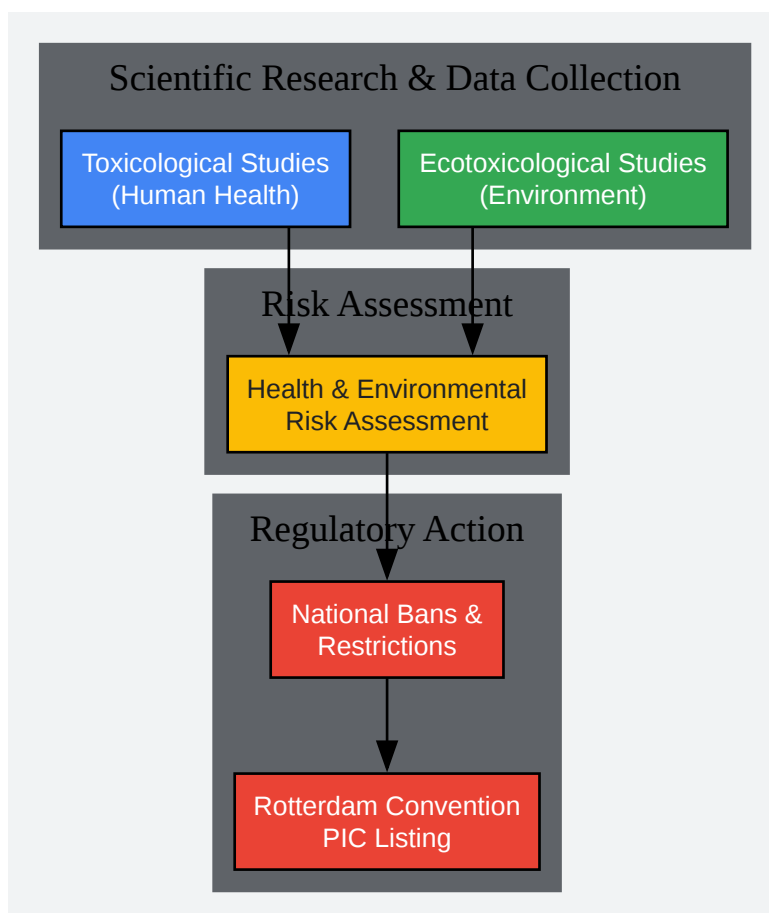 Scientific Research & Data Collection
Toxicological Studies
(Human Health)
Ecotoxicological Studies
(Environment)
Risk Assessment
Health & Environmental
Risk Assessment
Regulatory Action
National Bans &
Restrictions
Rotterdam Convention
PIC Listing